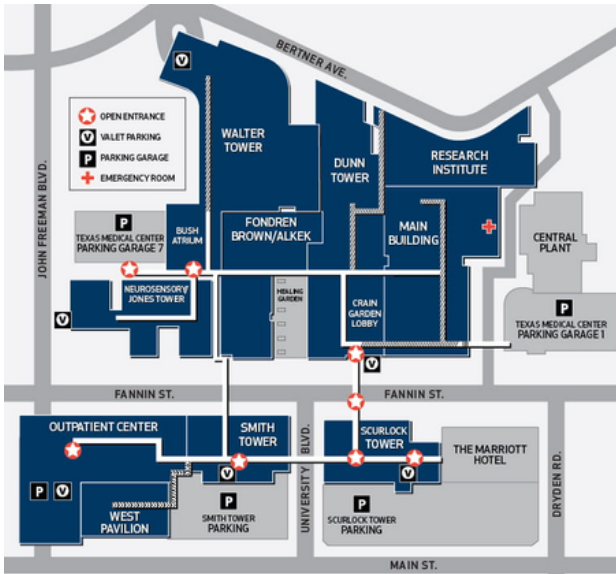 BERTNER AVE.
V
WALTER
TOWER
DUNN
TOWER
RESEARCH
INSTITUTE
OPEN ENTRANCE
V VALET PARKING
P PARKING GARAGE
EMERGENCY ROOM
JOHN FREEMAN BLVD.
P
TEXAS MEDICAL CENTER
PARKING GARAGE 7
BUSH
ATRIUM
FONDREN
BROWN/ALKEK
MAIN
BUILDING
CENTRAL
PLANT
NEUROSENSORY
JONES TOWER
HEALING
GARDEN
CRAIN
GARDEN
LOBBY
P
TEXAS MEDICAL CENTER
PARKING GARAGE 1
V
V
FANNIN ST.
FANNIN ST.
OUTPATIENT CENTER
SMITH
TOWER
UNIVERSITY BLVD.
SCURLOCK
TOWER
THE MARRIOTT
HOTEL
DRYDEN RD.
V
V
P V
WEST
PAVILION
P
SMITH TOWER
PARKING
P
SCURLOCK TOWER
PARKING
MAIN ST.